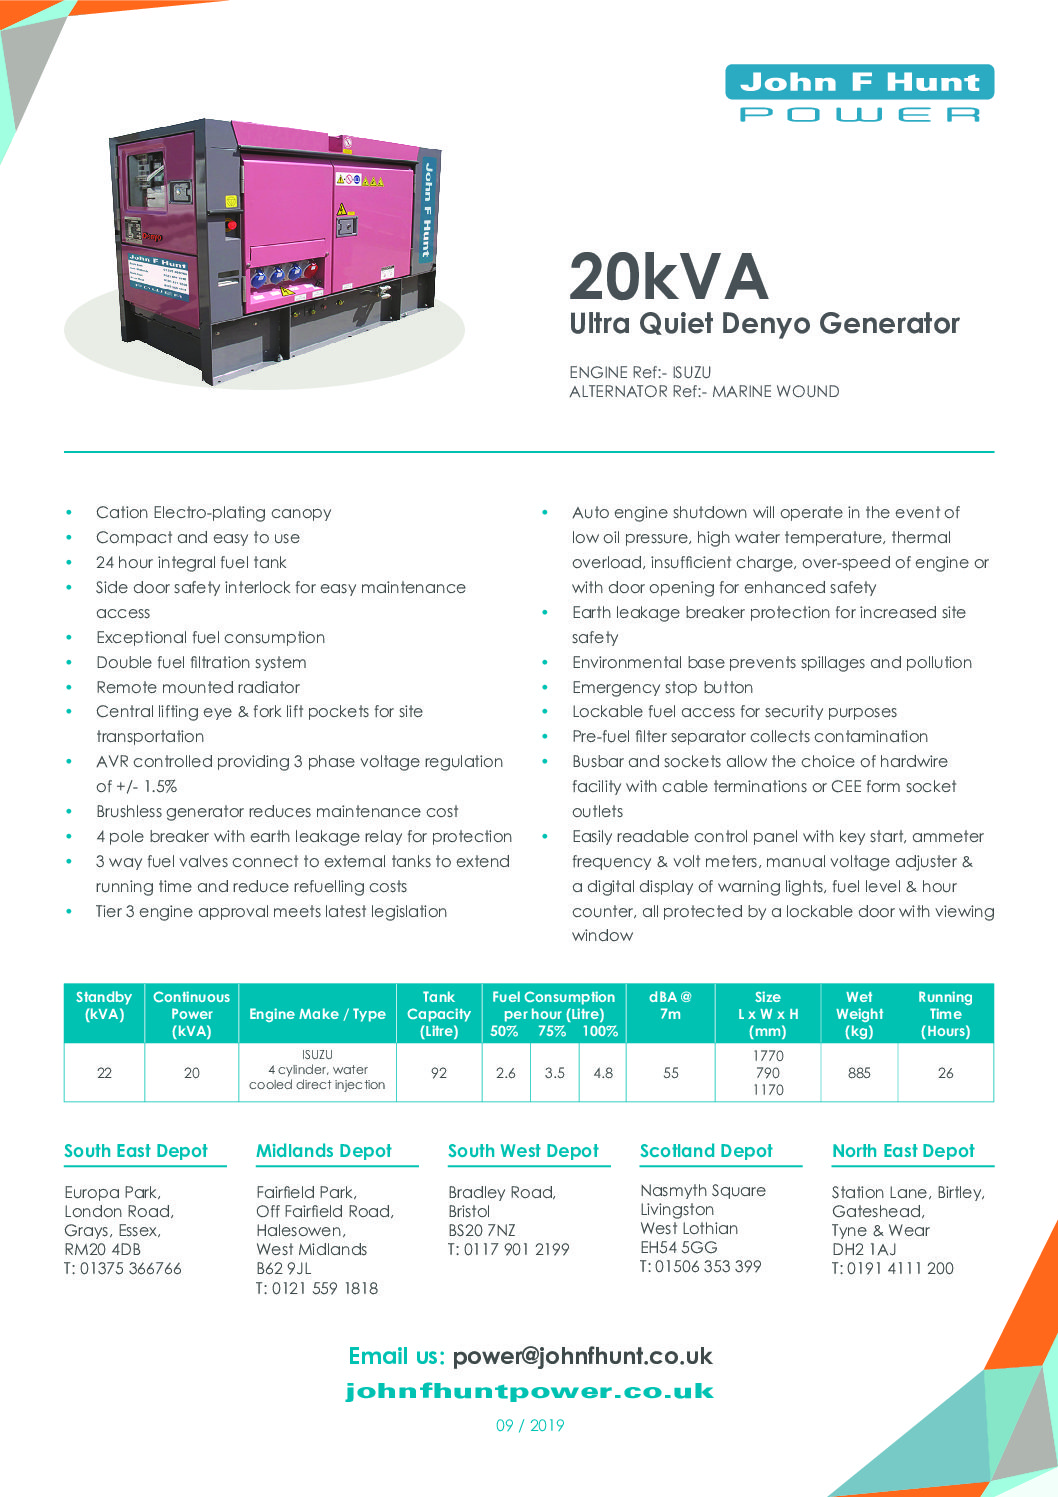 John F Hunt
POWER
John F Hunt
Denyo
John F Hunt
POWER
20kVA
Ultra Quiet Denyo Generator
ENGINE Ref:- ISUZU
ALTERNATOR Ref:- MARINE WOUND
• Cation Electro-plating canopy
• Compact and easy to use
• 24 hour integral fuel tank
• Side door safety interlock for easy maintenance
access
• Exceptional fuel consumption
• Double fuel filtration system
• Remote mounted radiator
• Central lifting eye & fork lift pockets for site
transportation
• AVR controlled providing 3 phase voltage regulation
of +/- 1.5%
• Brushless generator reduces maintenance cost
• 4 pole breaker with earth leakage relay for protection
• 3 way fuel valves connect to external tanks to extend
running time and reduce refuelling costs
• Tier 3 engine approval meets latest legislation
• Auto engine shutdown will operate in the event of
low oil pressure, high water temperature, thermal
overload, insufficient charge, over-speed of engine or
with door opening for enhanced safety
• Earth leakage breaker protection for increased site
safety
• Environmental base prevents spillages and pollution
• Emergency stop button
• Lockable fuel access for security purposes
• Pre-fuel filter separator collects contamination
• Busbar and sockets allow the choice of hardwire
facility with cable terminations or CEE form socket
outlets
• Easily readable control panel with key start, ammeter
frequency & volt meters, manual voltage adjuster &
a digital display of warning lights, fuel level & hour
counter, all protected by a lockable door with viewing
window
Standby
(kVA)
Continuous
Power
(kVA)
Engine Make / Type
Tank
Capacity
(Litre)
Fuel Consumption
per hour (Litre)
50% 75% 100%
dBA @
7m
Size
L x W x H
(mm)
Wet
Weight
(kg)
Running
Time
(Hours)
22
20
ISUZU
4 cylinder, water
cooled direct injection
92
2.6
3.5
4.8
55
1770
790
1170
885
26
South East Depot
Europa Park,
London Road,
Grays, Essex,
RM20 4DB
T: 01375 366766
Midlands Depot
Fairfield Park,
Off Fairfield Road,
Halesowen,
West Midlands
B62 9JL
T: 0121 559 1818
South West Depot
Bradley Road,
Bristol
BS20 7NZ
T: 0117 901 2199
Scotland Depot
Nasmyth Square
Livingston
West Lothian
EH54 5GG
T: 01506 353 399
North East Depot
Station Lane, Birtley,
Gateshead,
Tyne & Wear
DH2 1AJ
T: 0191 4111 200
Email us: power@johnfhunt.co.uk
johnfhuntpower.co.uk
09 / 2019